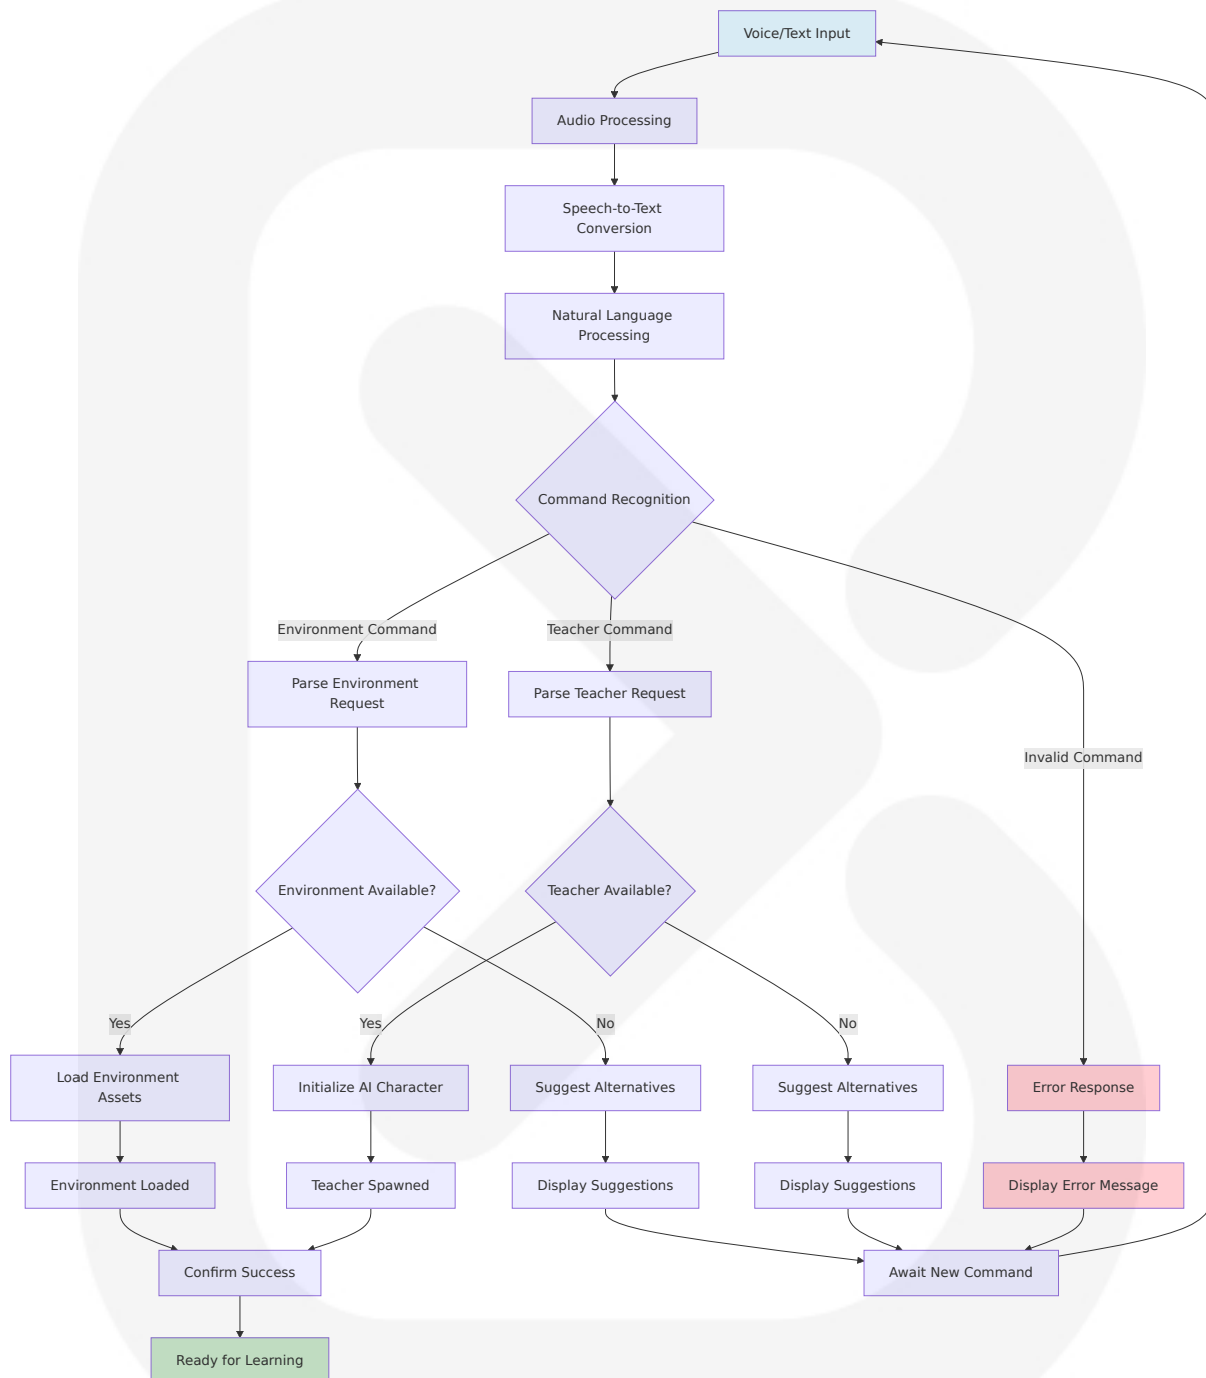 Voice/Text Input
Audio Processing
Speech-to-Text
Conversion
Natural Language
Processing
Command Recognition
Environment Command
Teacher Command
Parse Environment
Request
Parse Teacher Request
Invalid Command
Environment Available?
Teacher Available?
Yes
Yes
No
No
Load Environment
Assets
Initialize AI Character
Suggest Alternatives
Suggest Alternatives
Error Response
Environment Loaded
Teacher Spawned
Display Suggestions
Display Suggestions
Display Error Message
Confirm Success
Await New Command
Ready for Learning